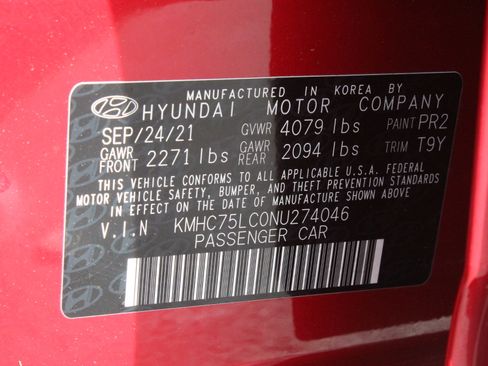 MANUFACTURED IN KOREA BY
HYUNDAI MOTOR COMPANY
SEP/24/21 GVWR 4079 lbs PAINT PR2
GAWR FRONT 2271 lbs GAWR REAR 2094 lbs TRIM T9Y
THIS VEHICLE CONFORMS TO ALL APPLICABLE U.S.A. FEDERAL
MOTOR VEHICLE SAFETY, BUMPER, AND THEFT PREVENTION STANDARDS
IN EFFECT ON THE DATE OF MANUFACTURE SHOWN ABOVE
V.I.N KMHC75LC0NU274046
PASSENGER CAR